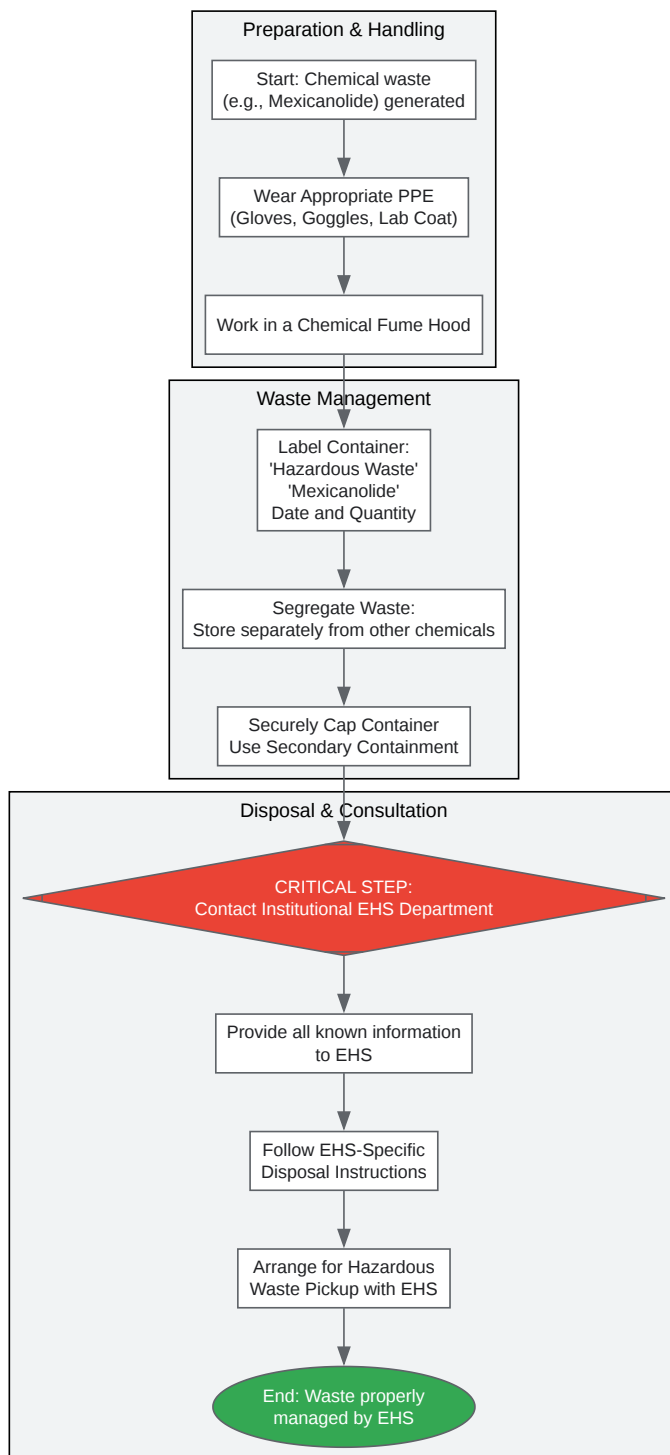 Preparation & Handling
Start: Chemical waste
(e.g., Mexicanolide) generated
Wear Appropriate PPE
(Gloves, Goggles, Lab Coat)
Work in a Chemical Fume Hood
Waste Management
Label Container:
'Hazardous Waste'
'Mexicanolide'
Date and Quantity
Segregate Waste:
Store separately from other chemicals
Securely Cap Container
Use Secondary Containment
Disposal & Consultation
CRITICAL STEP:
Contact Institutional EHS Department
Provide all known information
to EHS
Follow EHS-Specific
Disposal Instructions
Arrange for Hazardous
Waste Pickup with EHS
End: Waste properly
managed by EHS